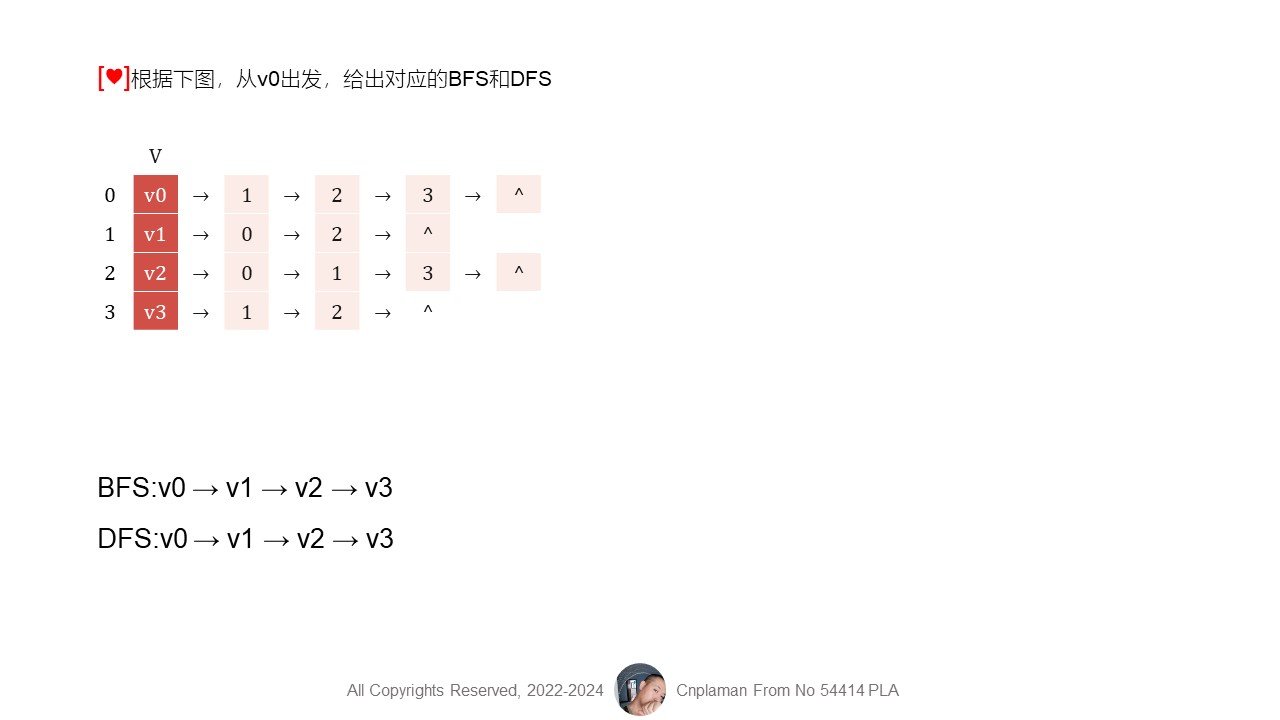 [♥]根据下图，从v0出发，给出对应的BFS和DFS
V
0 v0 → 1 → 2 → 3 → ^
1 v1 → 0 → 2 → ^
2 v2 → 0 → 1 → 3 → ^
3 v3 → 1 → 2 → ^
BFS:v0 → v1 → v2 → v3
DFS:v0 → v1 → v2 → v3
All Copyrights Reserved, 2022-2024 Cnplaman From No 54414 PLA